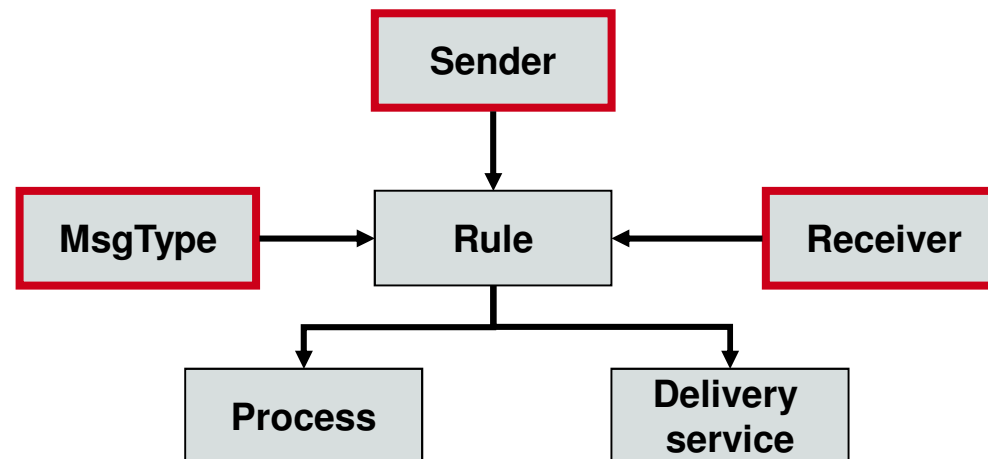 Sender
MsgType
Rule
Receiver
Process
Delivery
service